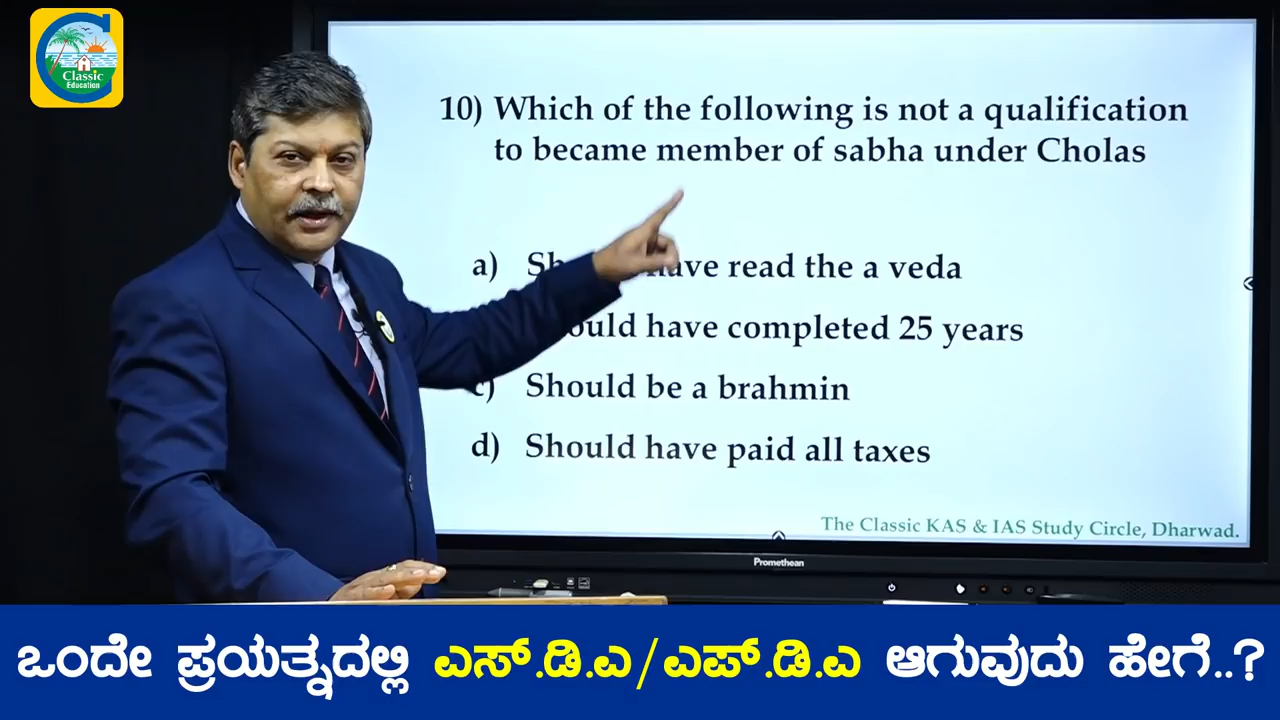 Classic
Education
10) Which of the following is not a qualification
to became member of sabha under Cholas
a) have read the a veda
have completed 25 years
c) Should be a brahmin
d) Should have paid all taxes
The Classic KAS & IAS Study Circle, Dharwad.
Promethean
ಒಂದೇ ಪ್ರಯತ್ನದಲ್ಲಿ ಎಸ್.ಡಿ.ಎ/ಎಫ್.ಡಿ.ಎ ಆಗುವುದು ಹೇಗೆ..?